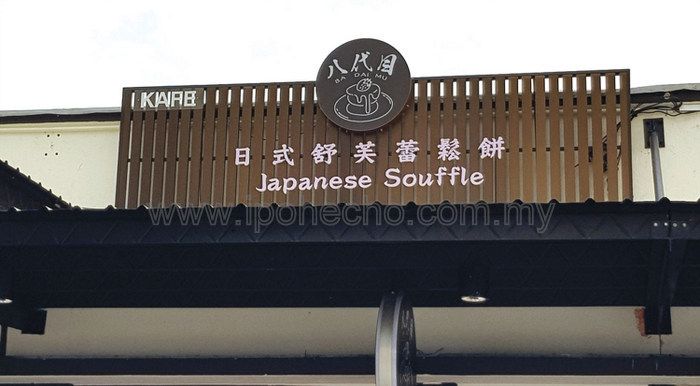 八代目
BA DAI MU
KAFE
日式舒芙蕾鬆餅
Japanese Souffle
www.ipohecho.com.my